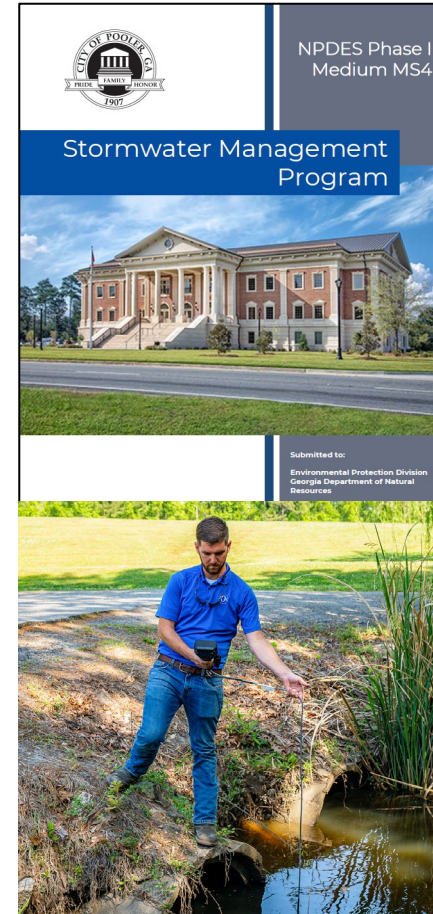 CITY OF POOLER, GA
PRIDE FAMILY HONOR
1907
NPDES Phase I
Medium MS4
Stormwater Management
Program
Submitted to:
Environmental Protection Division
Georgia Department of Natural
Resources